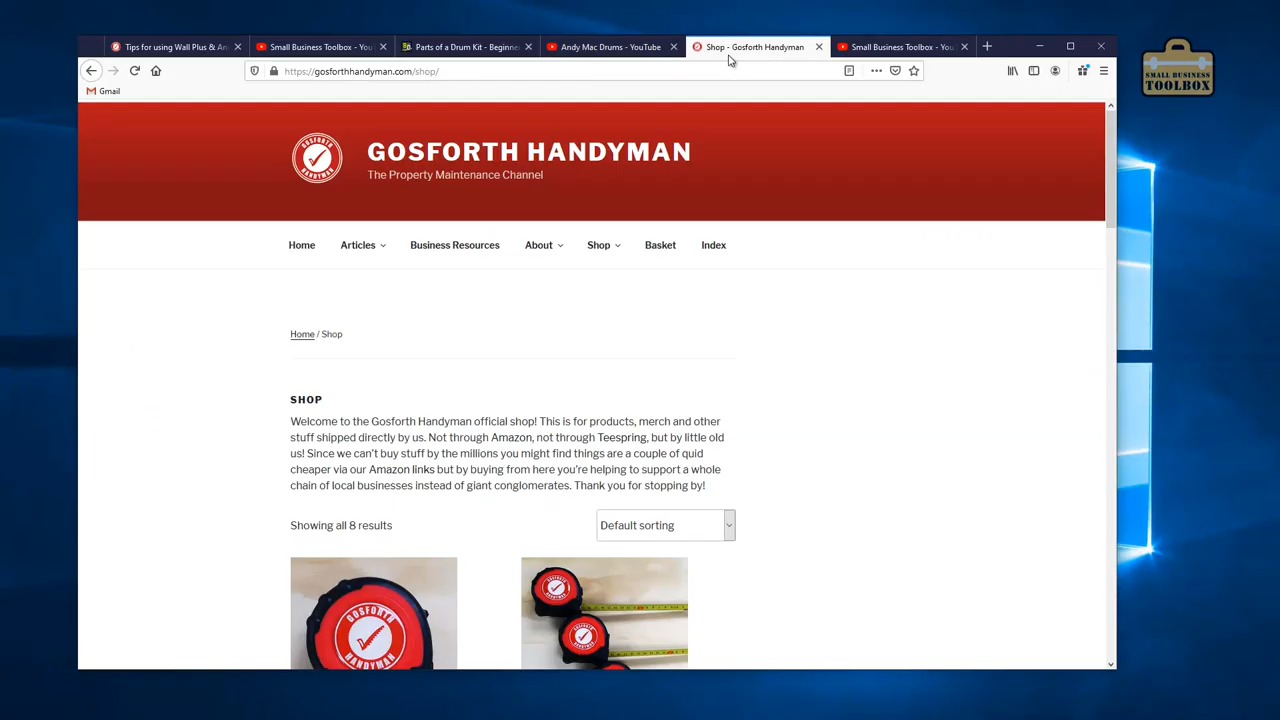 Tips for using Wall Plus & An
Small Business Toolbox - You
Parts of a Drum Kit - Beginne
Andy Mac Drums - YouTube
Shop - Gosforth Handyman
Small Business Toolbox - You
https://gosforthhandyman.com/shop/
Gmail
SMALL BUSINESS
TOOLBOX
GOSFORTH
HANDYMAN
GOSFORTH HANDYMAN
The Property Maintenance Channel
Home
Articles
Business Resources
About
Shop
Basket
Index
Home / Shop
SHOP
Welcome to the Gosforth Handyman official shop! This is for products, merch and other
stuff shipped directly by us. Not through Amazon, not through Teespring, but by little old
us! Since we can't buy stuff by the millions you might find things are a couple of quid
cheaper via our Amazon links but by buying from here you're helping to support a whole
chain of local businesses instead of giant conglomerates. Thank you for stopping by!
Showing all 8 results
Default sorting
GOSFORTH
HANDYMAN